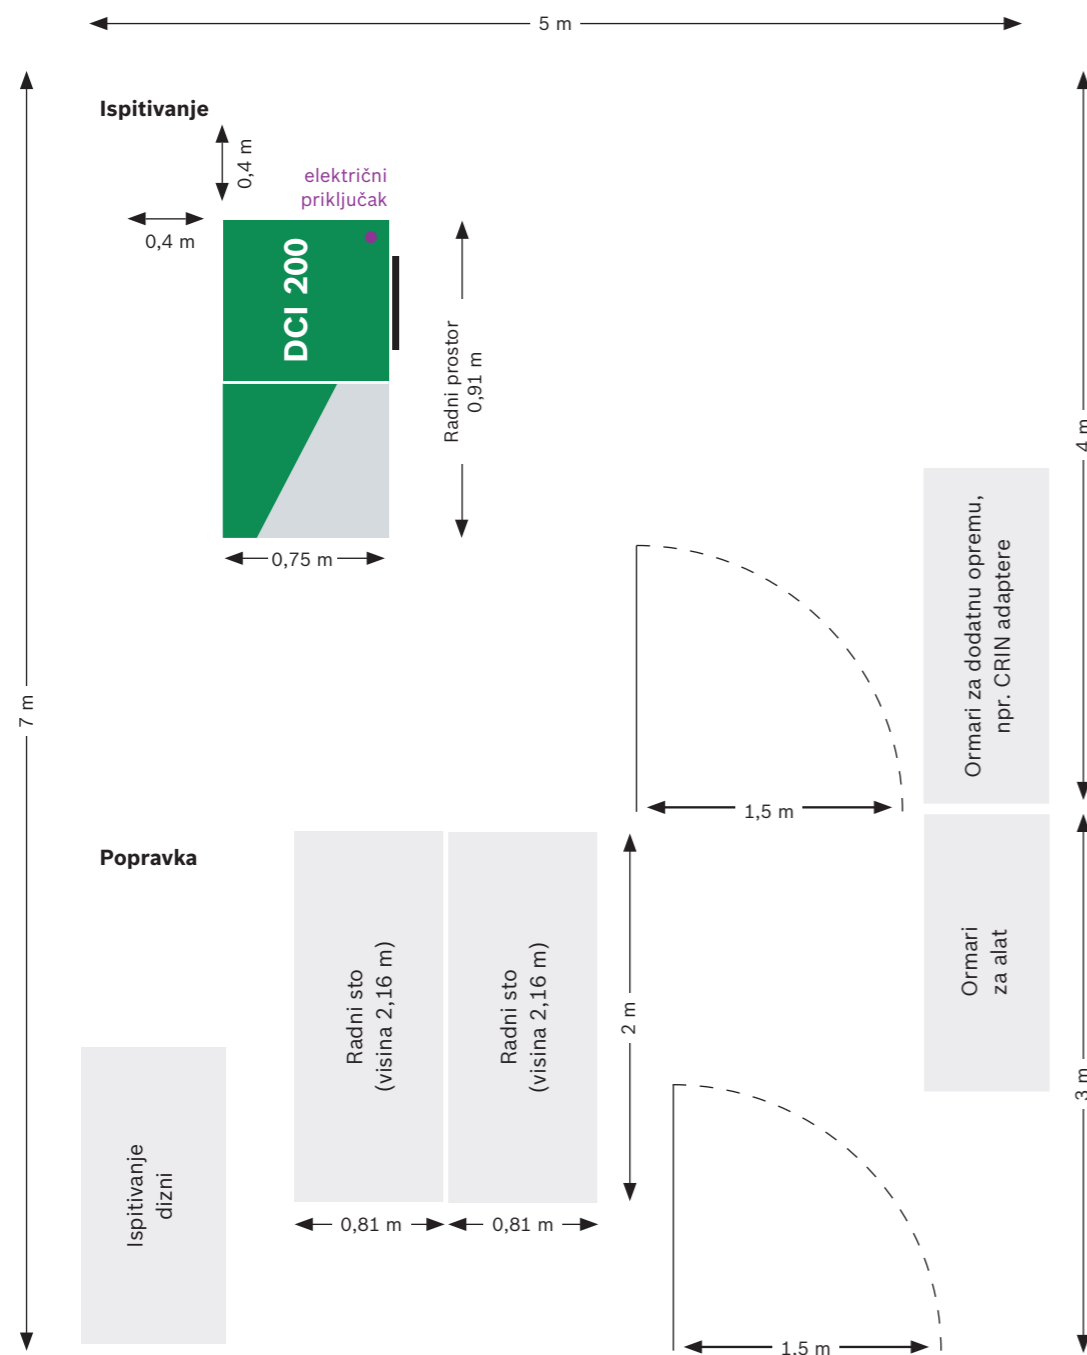 5 m
Ispitivanje
0,4 m
električni
priključak
0,4 m
DCI 200
Radni prostor
0,91 m
4 m
0,75 m
Ormari za dodatnu opremu,
npr. CRIN adaptere
7 m
1,5 m
Popravka
Radni sto
(visina 2,16 m)
Radni sto
(visina 2,16 m)
2 m
Ormari
za alat
3 m
Ispitivanje
dizni
0,81 m
0,81 m
1,5 m